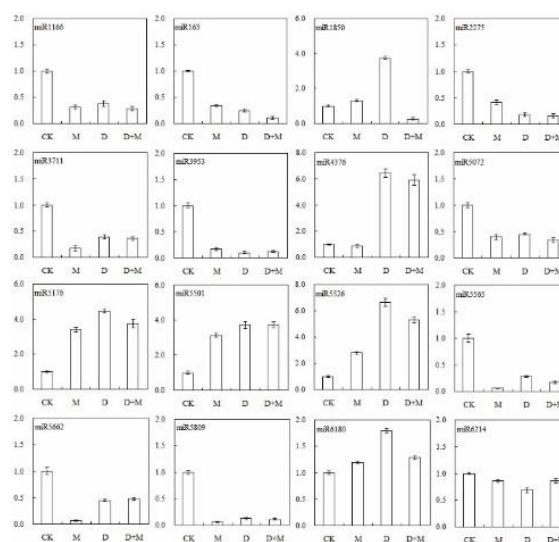 2.0 2.0 6.0 2.0
miR1166 miR163 miR1850 miR2275
1.5 1.5 4.0 1.5
1.0 1.0 1.0
0.5 0.5 2.0 0.5
0.0 0.0 0.0 0.0
CK M D D+M CK M D D+M CK M D D+M CK M D D+M
2.0 2.0 8.0 2.0
miR3711 miR3953 miR4376 miR5072
1.5 1.5 6.0 1.5
1.0 1.0 4.0 1.0
0.5 0.5 2.0 0.5
0.0 0.0 0.0 0.0
CK M D D+M CK M D D+M CK M D D+M CK M D D+M
6.0 6.0 8.0 2.0
miR5176 miR5501 miR5526 miR5565
4.0 4.0 6.0 1.5
4.0 1.0
2.0 2.0 2.0 0.5
0.0 0.0 0.0 0.0
CK M D D+M CK M D D+M CK M D D+M CK M D D+M
2.0 2.0 2.0 2.0
miR5662 miR5809 miR6180 miR6214
1.5 1.5 1.5 1.5
1.0 1.0 1.0 1.0
0.5 0.5 0.5 0.5
0.0 0.0 0.0 0.0
CK M D D+M CK M D D+M CK M D D+M CK M D D+M